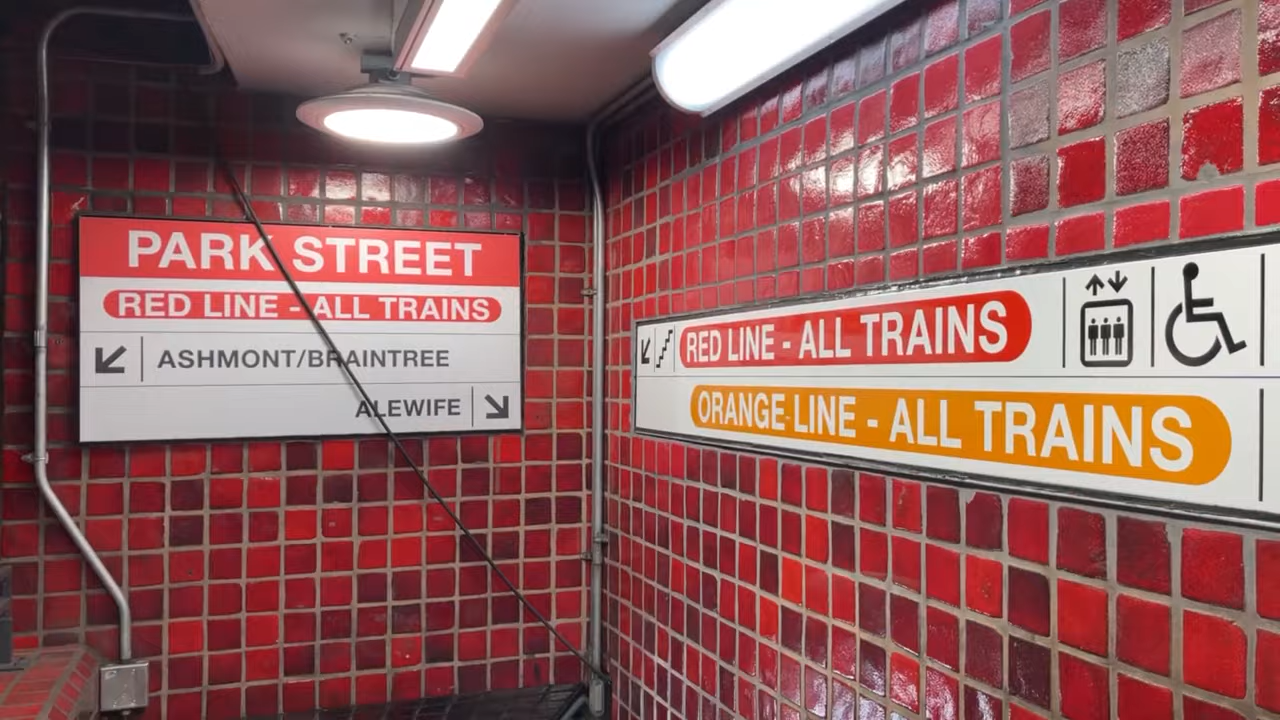 PARK STREET
RED LINE - ALL TRAINS
ASHMONT/BRAINTREE
ALEWIFE
RED LINE - ALL TRAINS
ORANGE LINE - ALL TRAINS